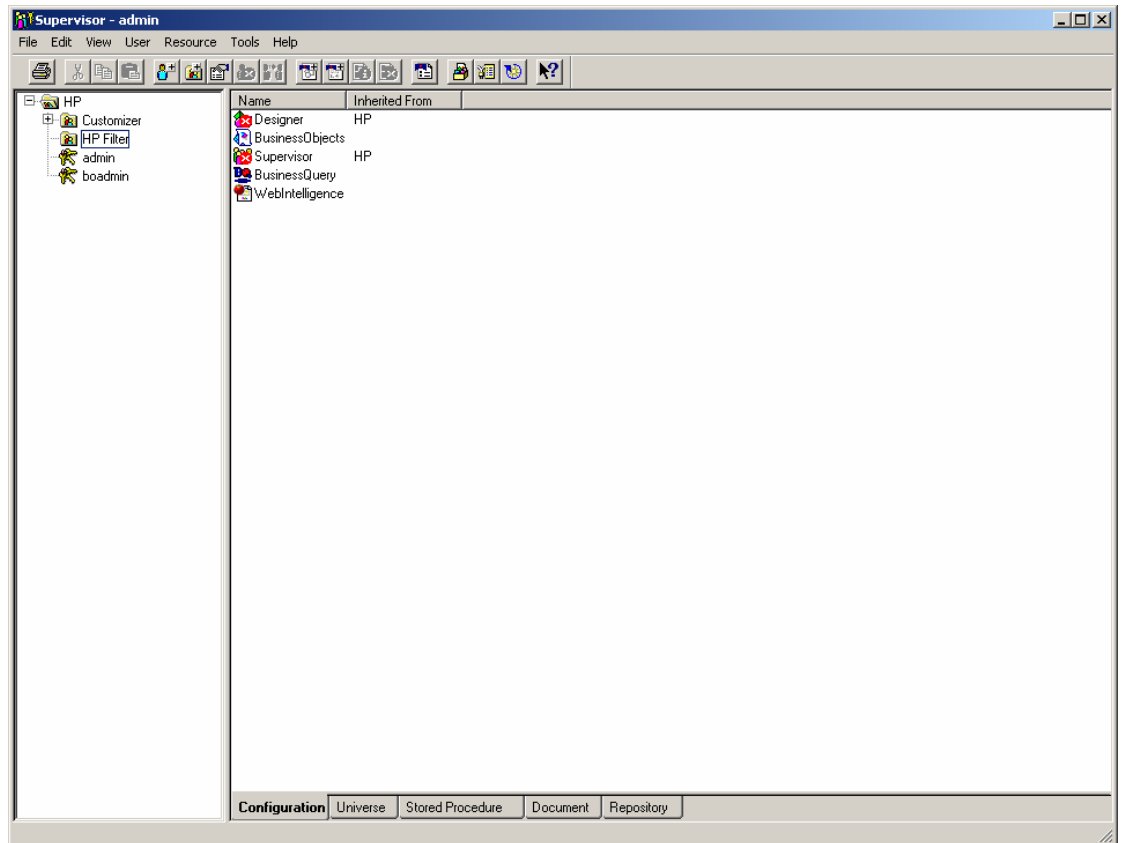 Supervisor - admin
File Edit View User Resource Tools Help
HP
Customizer
HP Filter
admin
boadmin
Name Inherited From
Designer HP
BusinessObjects
Supervisor HP
BusinessQuery
WebIntelligence
Configuration Universe Stored Procedure Document Repository